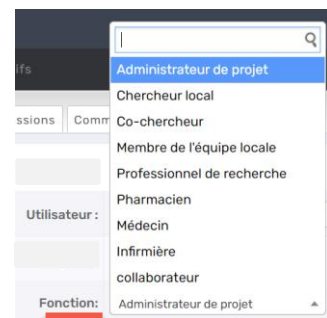 ifs
Administrateur de projet
Chercheur local
ssions Comm
Co-chercheur
Membre de l'équipe locale
Professionnel de recherche
Pharmacien
Utilisateur :
Médecin
Infirmière
collaborateur
Fonction: Administrateur de projet